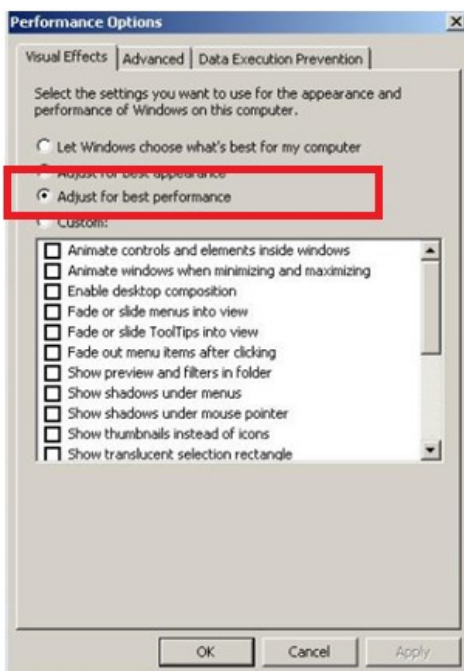 Performance Options
Visual Effects
Advanced
Data Execution Prevention
Select the settings you want to use for the appearance and
performance of Windows on this computer.
Let Windows choose what's best for my computer
Adjust for best appearance
Adjust for best performance
Custom:
Animate controls and elements inside windows
Animate windows when minimizing and maximizing
Enable desktop composition
Fade or slide menus into view
Fade or slide ToolTips into view
Fade out menu items after clicking
Show preview and filters in folder
Show shadows under menus
Show shadows under mouse pointer
Show thumbnails instead of icons
Show translucent selection rectangle
OK
Cancel
Apply